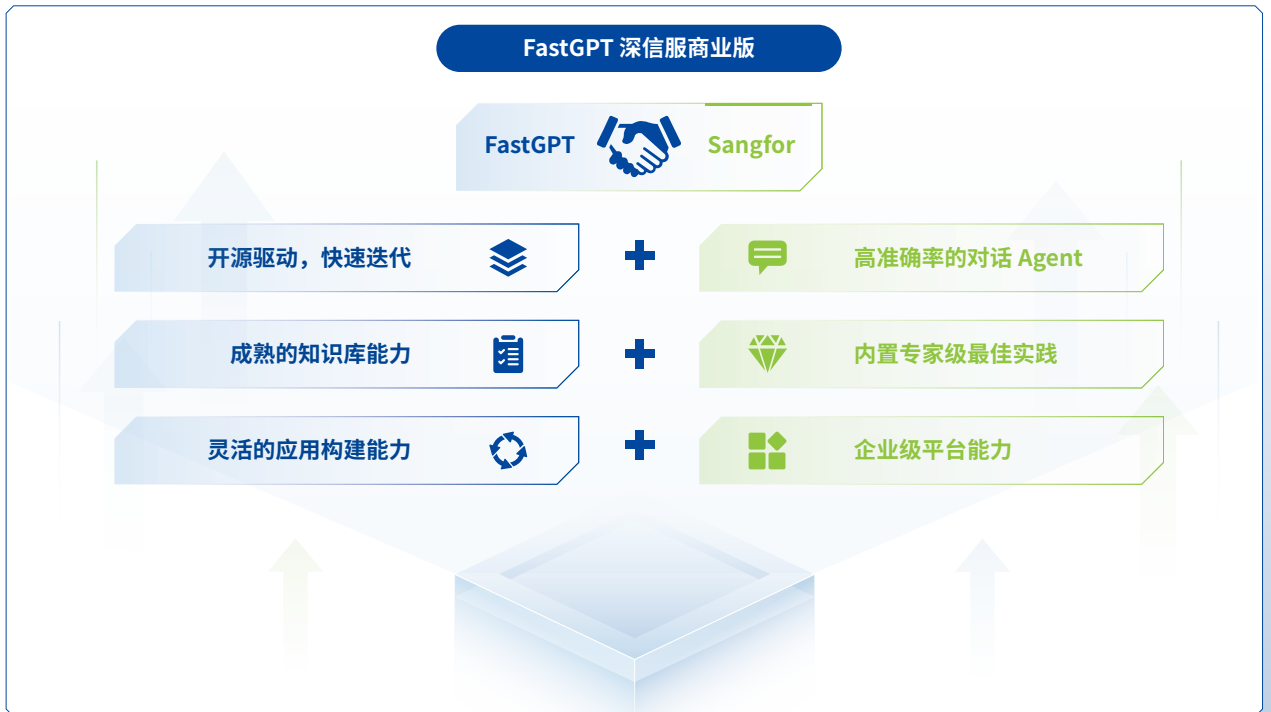 FastGPT 深信服商业版
FastGPT
Sangfor
开源驱动，快速迭代
高准确率的对话 Agent
成熟的知识库能力
内置专家级最佳实践
灵活的应用构建能力
企业级平台能力